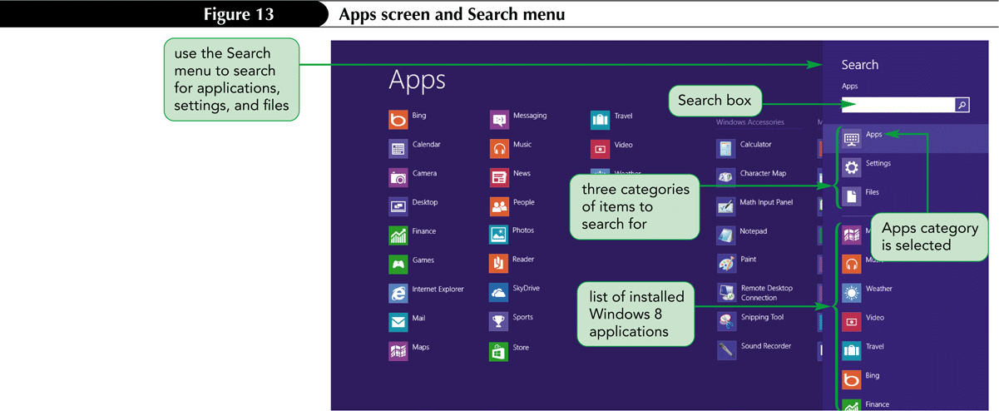 Figure 13
Apps screen and Search menu
use the Search
menu to search
for applications,
settings, and files
Apps
Bing
Calendar
Camera
Desktop
Finance
Games
Internet Explorer
Mail
Maps
Messaging
Music
News
People
Photos
Reader
SkyDrive
Sports
Store
Travel
Video
Weather
three categories
of items to
search for
list of installed
Windows 8
applications
Windows Accessories
Calculator
Character Map
Math Input Panel
Notepad
Paint
Remote Desktop
Connection
Snipping Tool
Sound Recorder
M
Search box
Search
Apps
Apps
Settings
Files
Apps category
is selected
M
Music
Weather
Video
Travel
Bing
Finance